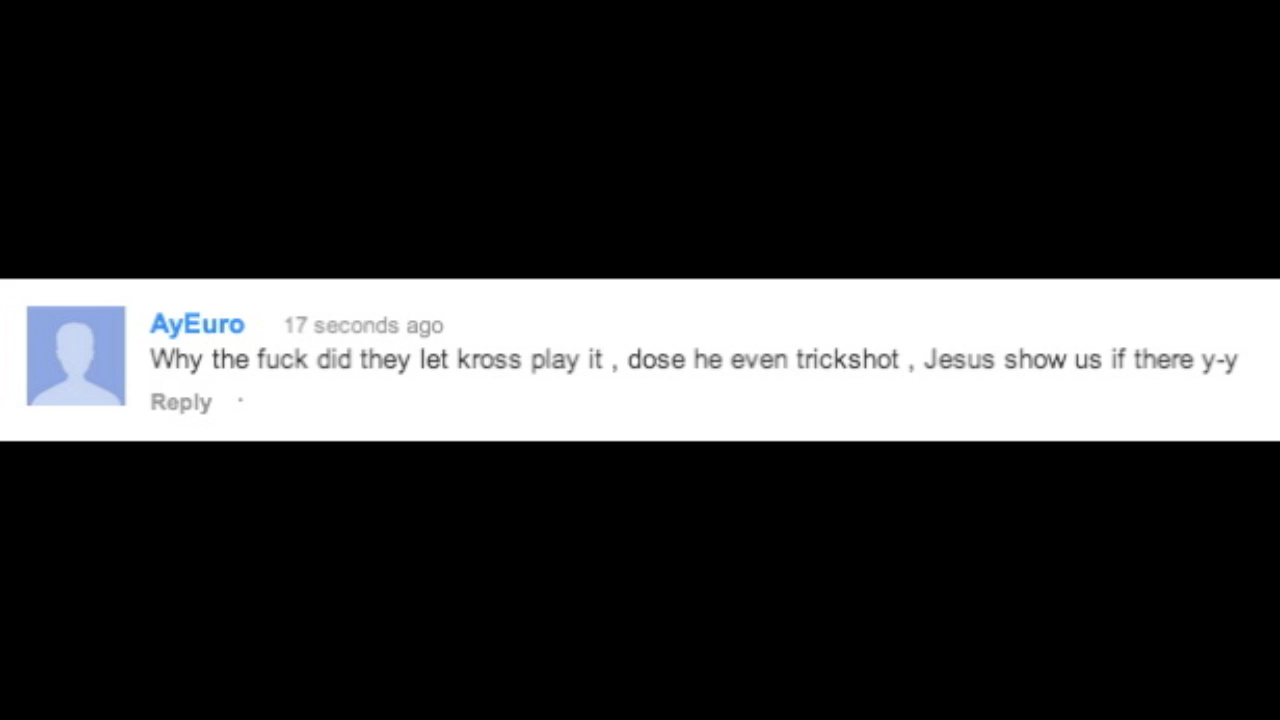 AyEuro 17 seconds ago
Why the fuck did they let kross play it , dose he even trickshot , Jesus show us if there y-y
Reply ·